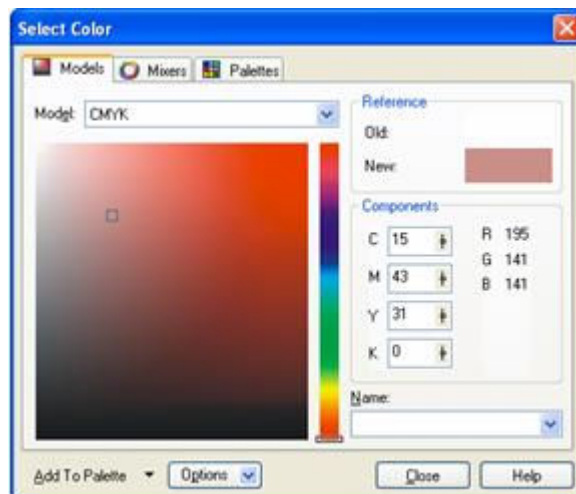 Select Color
Models Mixers Palettes
Model: CMYK
Reference
Old:
New:
Components
C 15 R 195
G 141
M 43 B 141
Y 31
K 0
Name:
Add To Palette Options Close Help